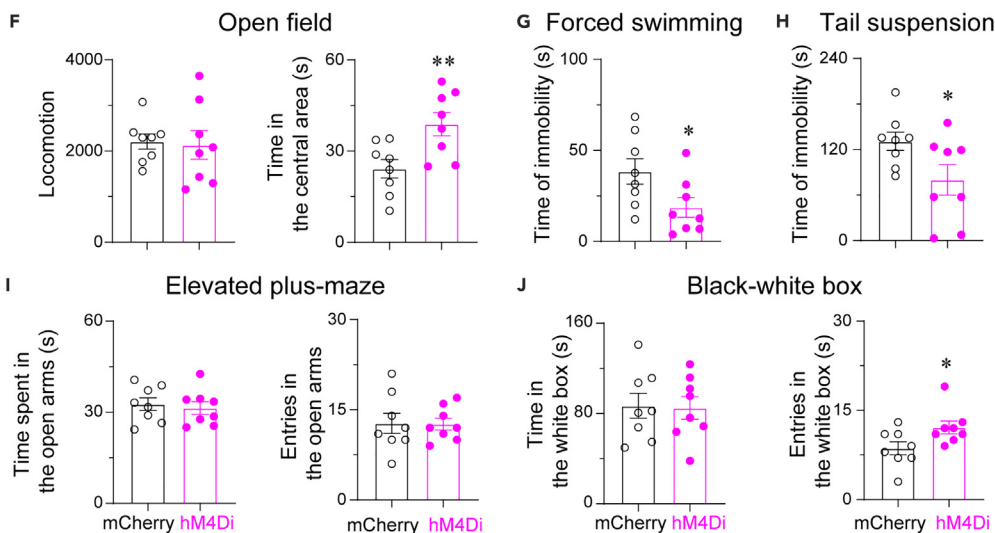 F
Open field
Locomotion
4000
2000
0
Time in
the central area (s)
60
30
0
**
G
Forced swimming
Time of immobility (s)
100
50
0
*
H
Tail suspension
Time of immobility (s)
240
120
0
*
I
Elevated plus-maze
Time spent in
the open arms (s)
60
30
0
mCherry hM4Di
Entries in
the open arms (s)
30
15
0
mCherry hM4Di
J
Black-white box
Time in
the white box (s)
160
80
0
mCherry hM4Di
Entries in
the white box (s)
30
15
0
*
mCherry hM4Di